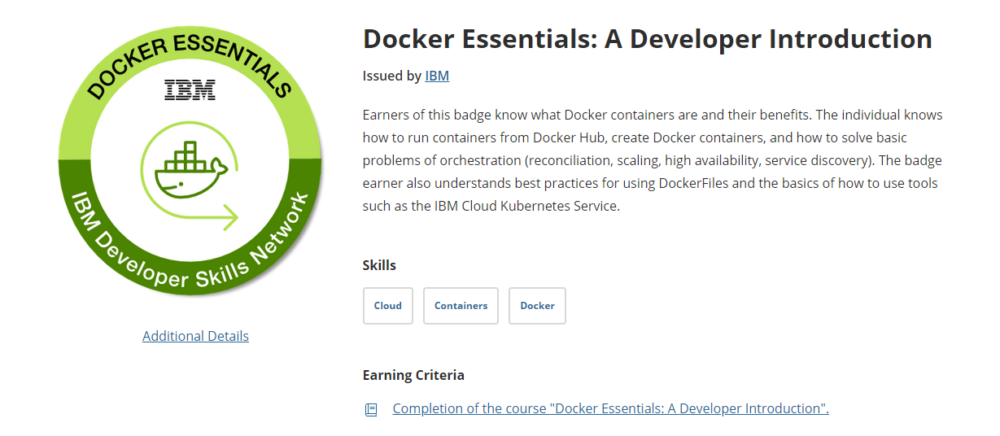 DOCKER ESSENTIALS
IBM
IBM Developer Skills Network
Additional Details
Docker Essentials: A Developer Introduction
Issued by IBM
Earners of this badge know what Docker containers are and their benefits. The individual knows
how to run containers from Docker Hub, create Docker containers, and how to solve basic
problems of orchestration (reconciliation, scaling, high availability, service discovery). The badge
earner also understands best practices for using DockerFiles and the basics of how to use tools
such as the IBM Cloud Kubernetes Service.
Skills
Cloud
Containers
Docker
Earning Criteria
Completion of the course "Docker Essentials: A Developer Introduction".